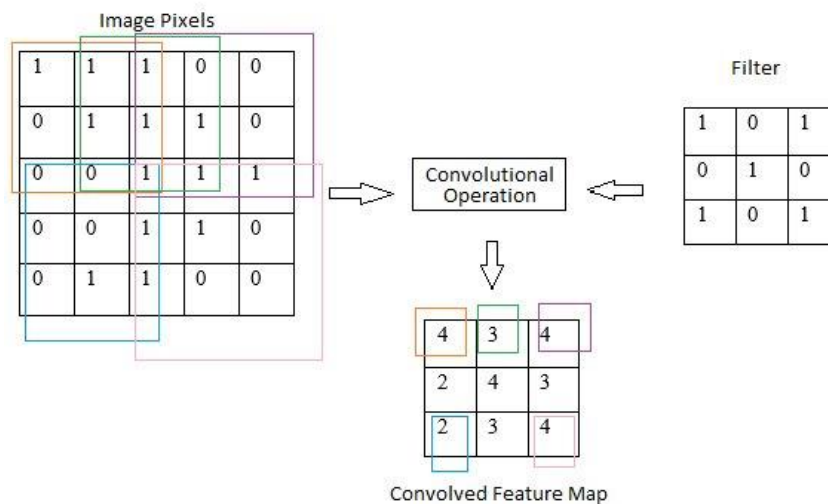 Image Pixels
1 1 1 0 0
0 1 1 1 0
0 0 1 1 1
0 0 1 1 0
0 1 1 0 0
Convolutional
Operation
Filter
1 0 1
0 1 0
1 0 1
4 3 4
2 4 3
2 3 4
Convolved Feature Map